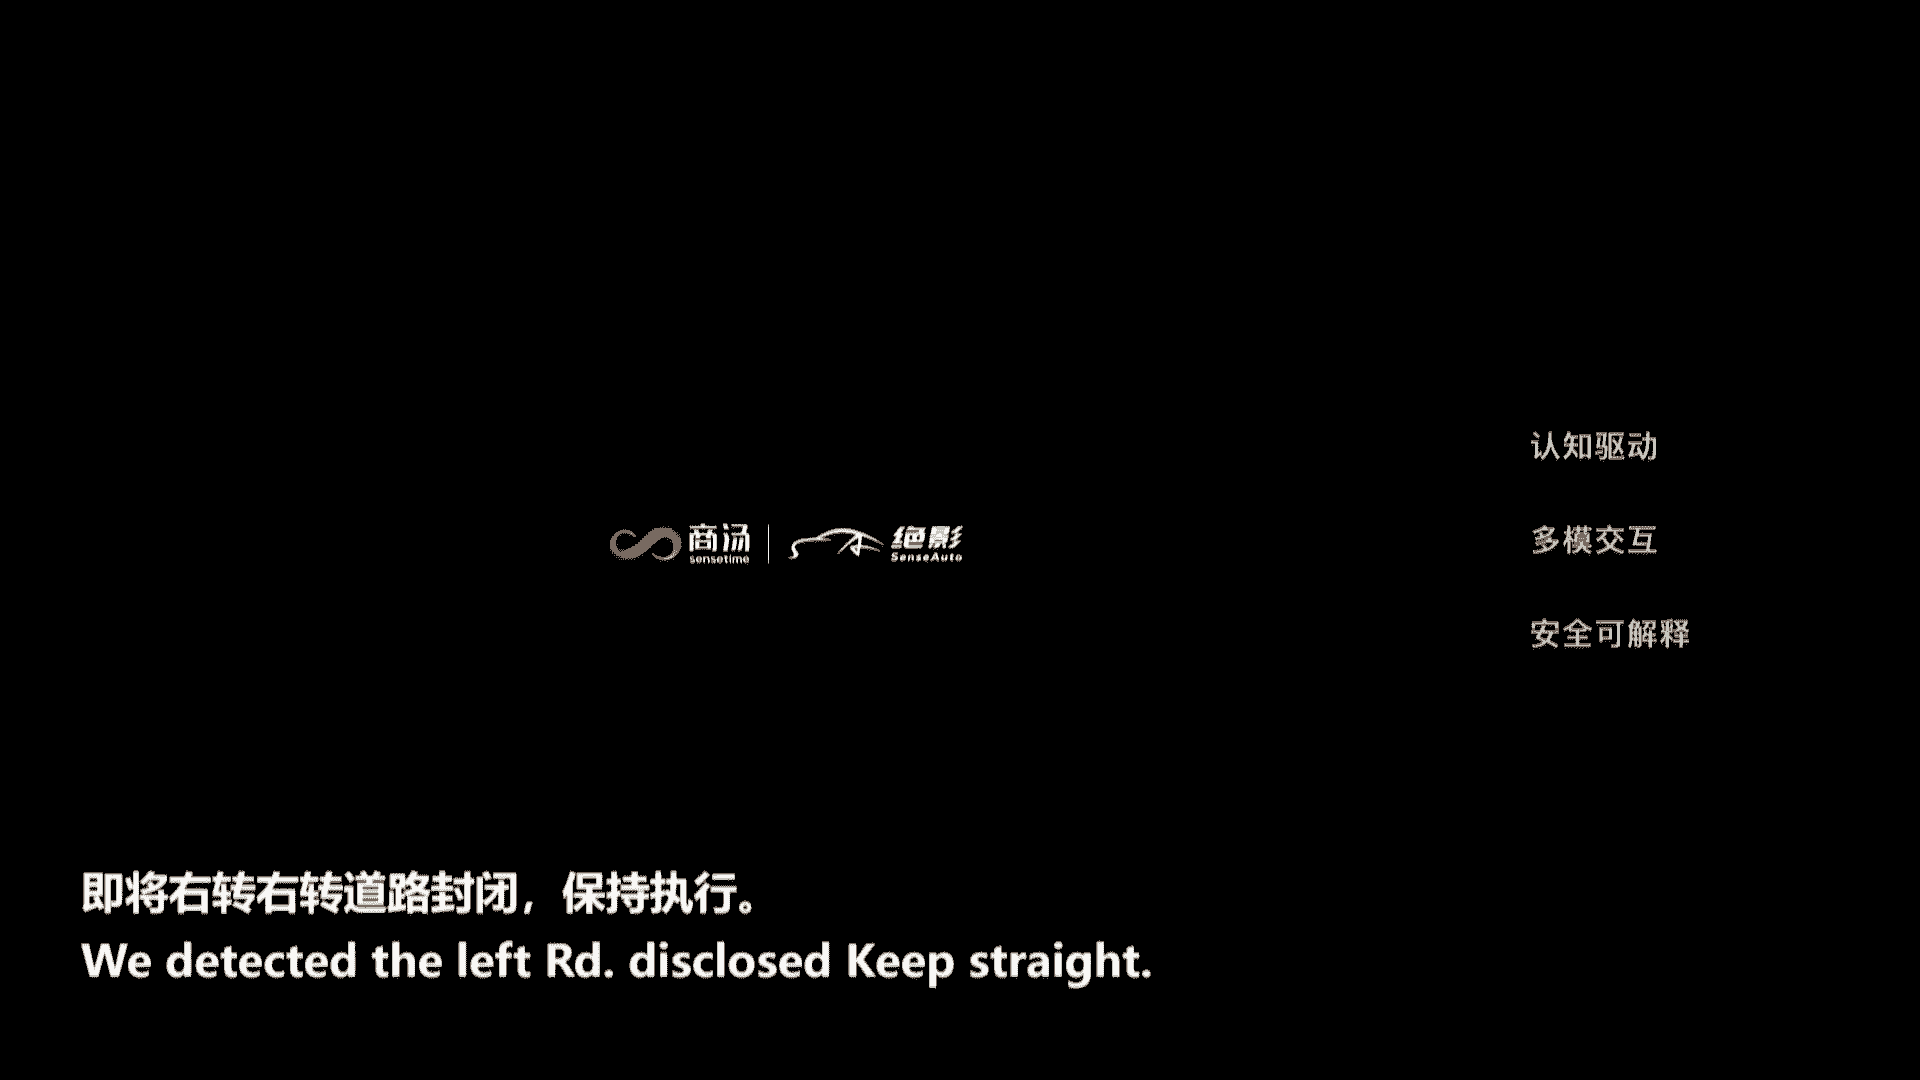 认知驱动
商汤
sensetime
绝影
SenseAuto
多模交互
安全可解释
即将右转右转道路封闭，保持执行。
We detected the left Rd. disclosed Keep straight.